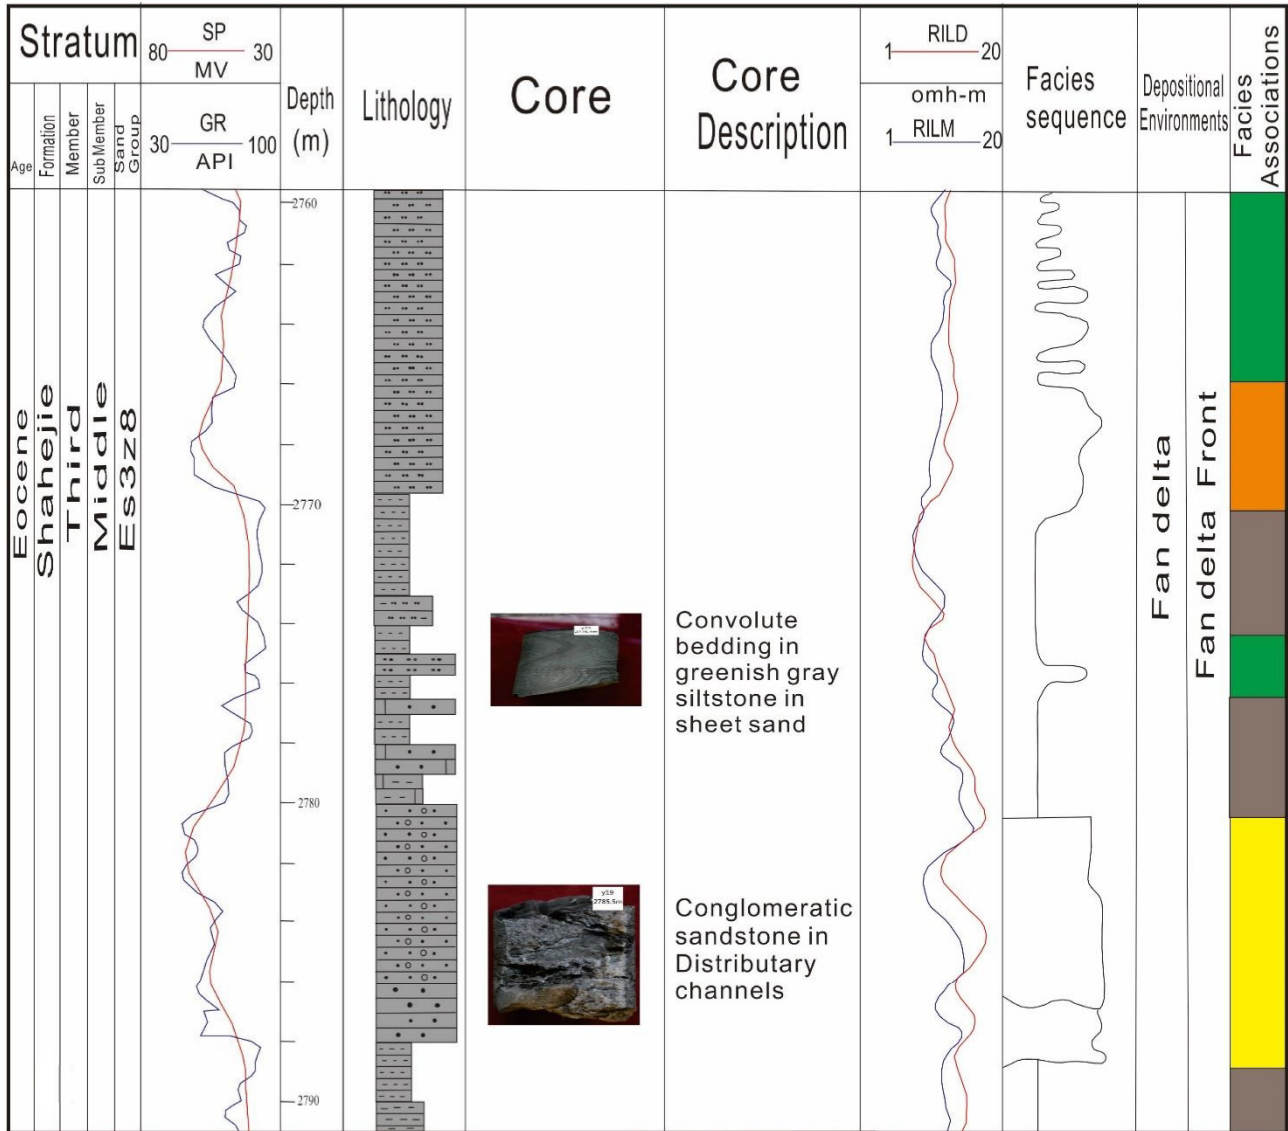 Stratum
SP
80 30
MV
GR
30 100
API
Age
Formation
Member
Sub Member
Sand
Group
Depth
(m)
Lithology
Core
Core
Description
RILD
1 20
omh-m
RILM
1 20
Facies
sequence
Depositional
Environments
Facies
Associations
Eocene
Shahejie
Third
Middle
Es3z8
2760
2770
2780
2790
Convolute
bedding in
greenish gray
siltstone in
sheet sand
y19
2785.5m
Conglomeratic
sandstone in
Distributary
channels
Fan delta
Fan delta Front